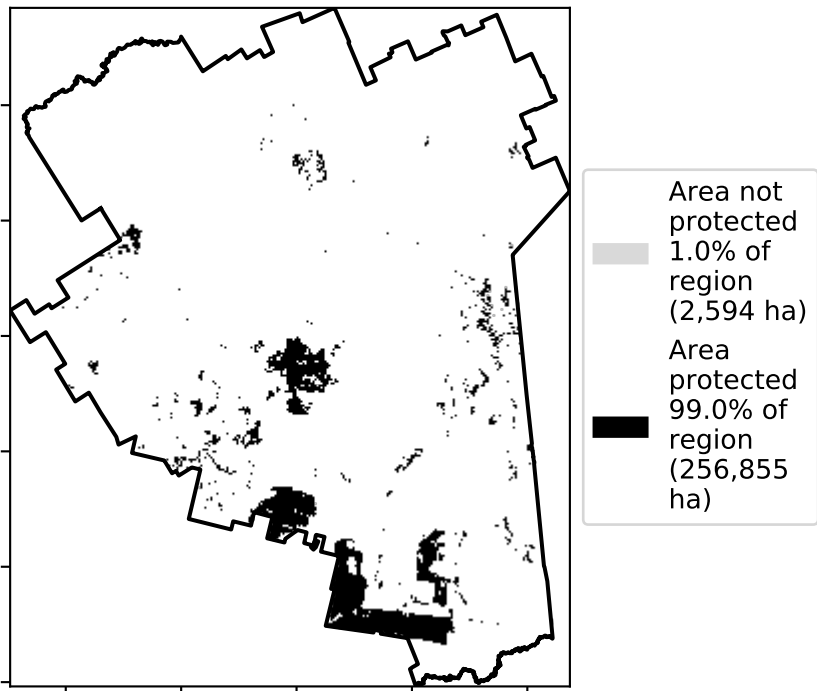 Area not
protected
1.0% of
region
(2,594 ha)
Area
protected
99.0% of
region
(256,855
ha)